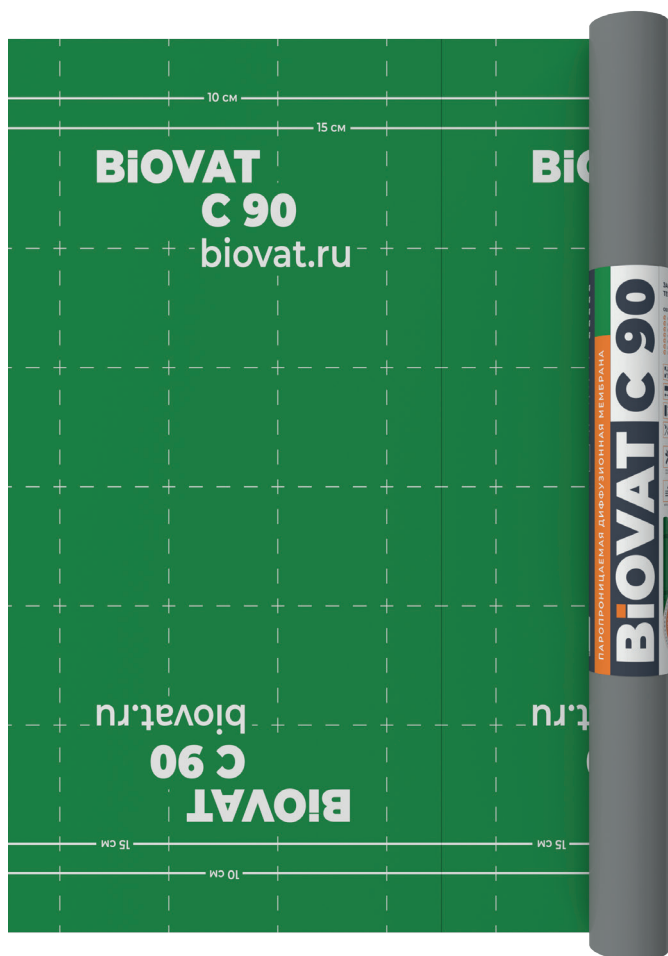 10 см
15 см
BiOVAT
C 90
biovat.ru
BiOVAT C 90
ПАРОПРОНИЦАЕМАЯ ДИФФУЗИОННАЯ МЕМБРАНА
biovat.ru
C 90
BiOVAT
15 см
15 см
10 см